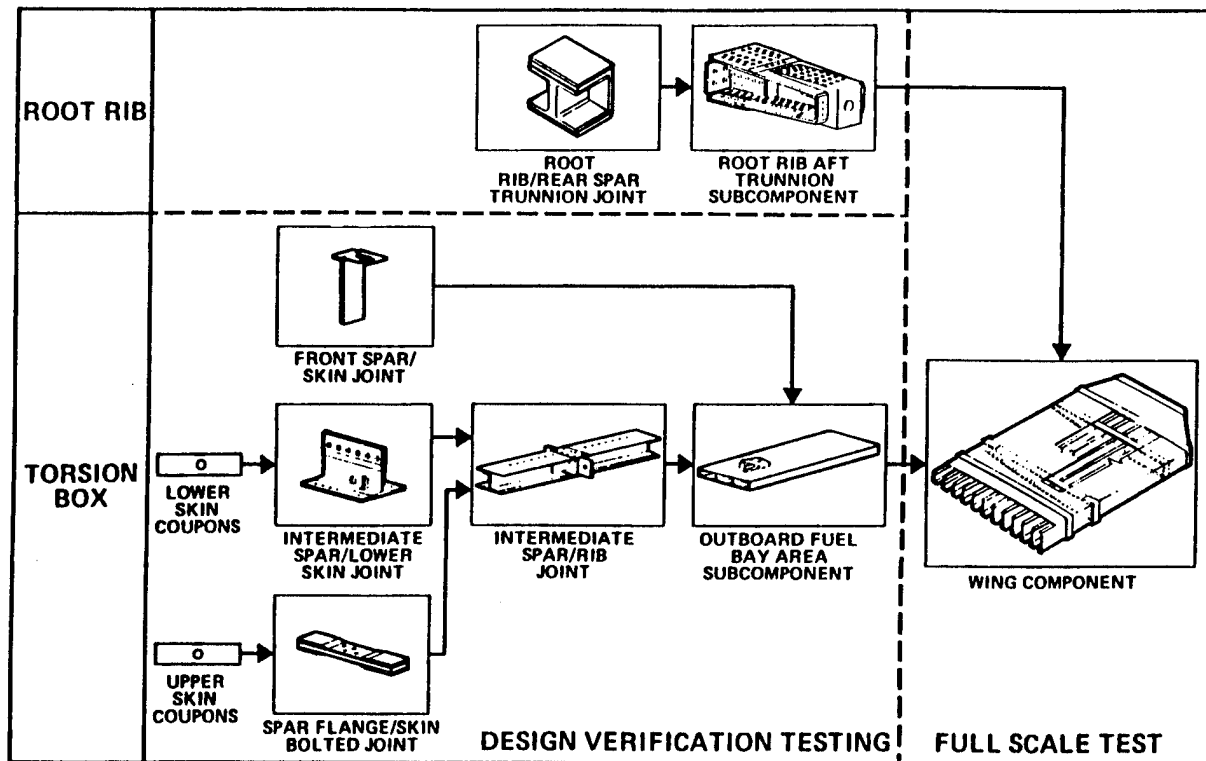 ROOT RIB
ROOT
RIB/REAR SPAR
TRUNNION JOINT
ROOT RIB AFT
TRUNNION
SUBCOMPONENT
TORSION
BOX
FRONT SPAR/
SKIN JOINT
LOWER
SKIN
COUPONS
INTERMEDIATE
SPAR/LOWER
SKIN JOINT
INTERMEDIATE
SPAR/RIB
JOINT
OUTBOARD FUEL
BAY AREA
SUBCOMPONENT
WING COMPONENT
UPPER
SKIN
COUPONS
SPAR FLANGE/SKIN
BOLTED JOINT
DESIGN VERIFICATION TESTING
FULL SCALE TEST